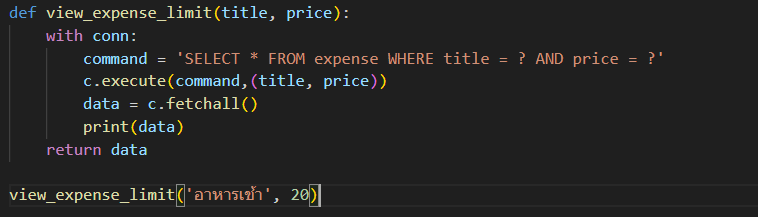 def view_expense_limit(title, price):
    with conn:
        command = 'SELECT * FROM expense WHERE title = ? AND price = ?'
        c.execute(command,(title, price))
        data = c.fetchall()
        print(data)
    return data

view_expense_limit('อาหารเช้า', 20)